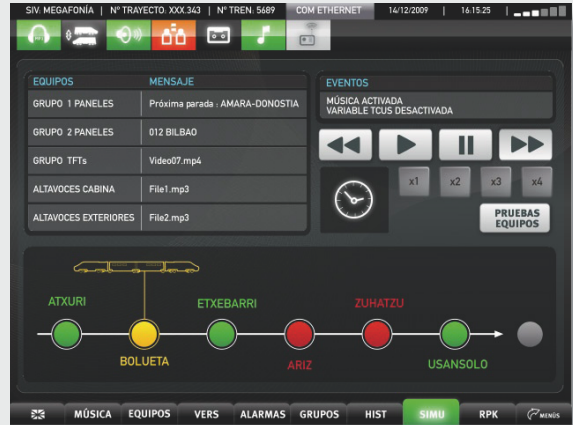 SIV: MEGAFONÍA | Nº TRAYECTO: XXX.343 | Nº TREN: 5689 COM ETHERNET 14/12/2009 | 16.15.25 |
EQUIPOS MENSAJE
GRUPO 1 PANELES Próxima parada : AMARA-DONOSTIA
GRUPO 2 PANELES 012 BILBAO
GRUPO TFTs Video07.mp4
ALTAVOCES CABINA File1.mp3
ALTAVOCES EXTERIORES File2.mp3
EVENTOS
MÚSICA ACTIVADA
VARIABLE TCUS DESACTIVADA
x1 x2 x3 x4
PRUEBAS
EQUIPOS
ATXURI
BOLUETA
ETXEBARRI
ARIZ
ZUHATZU
USANSOLO
MÚSICA EQUIPOS VERS ALARMAS GRUPOS HIST SIMU RPK MENÚS